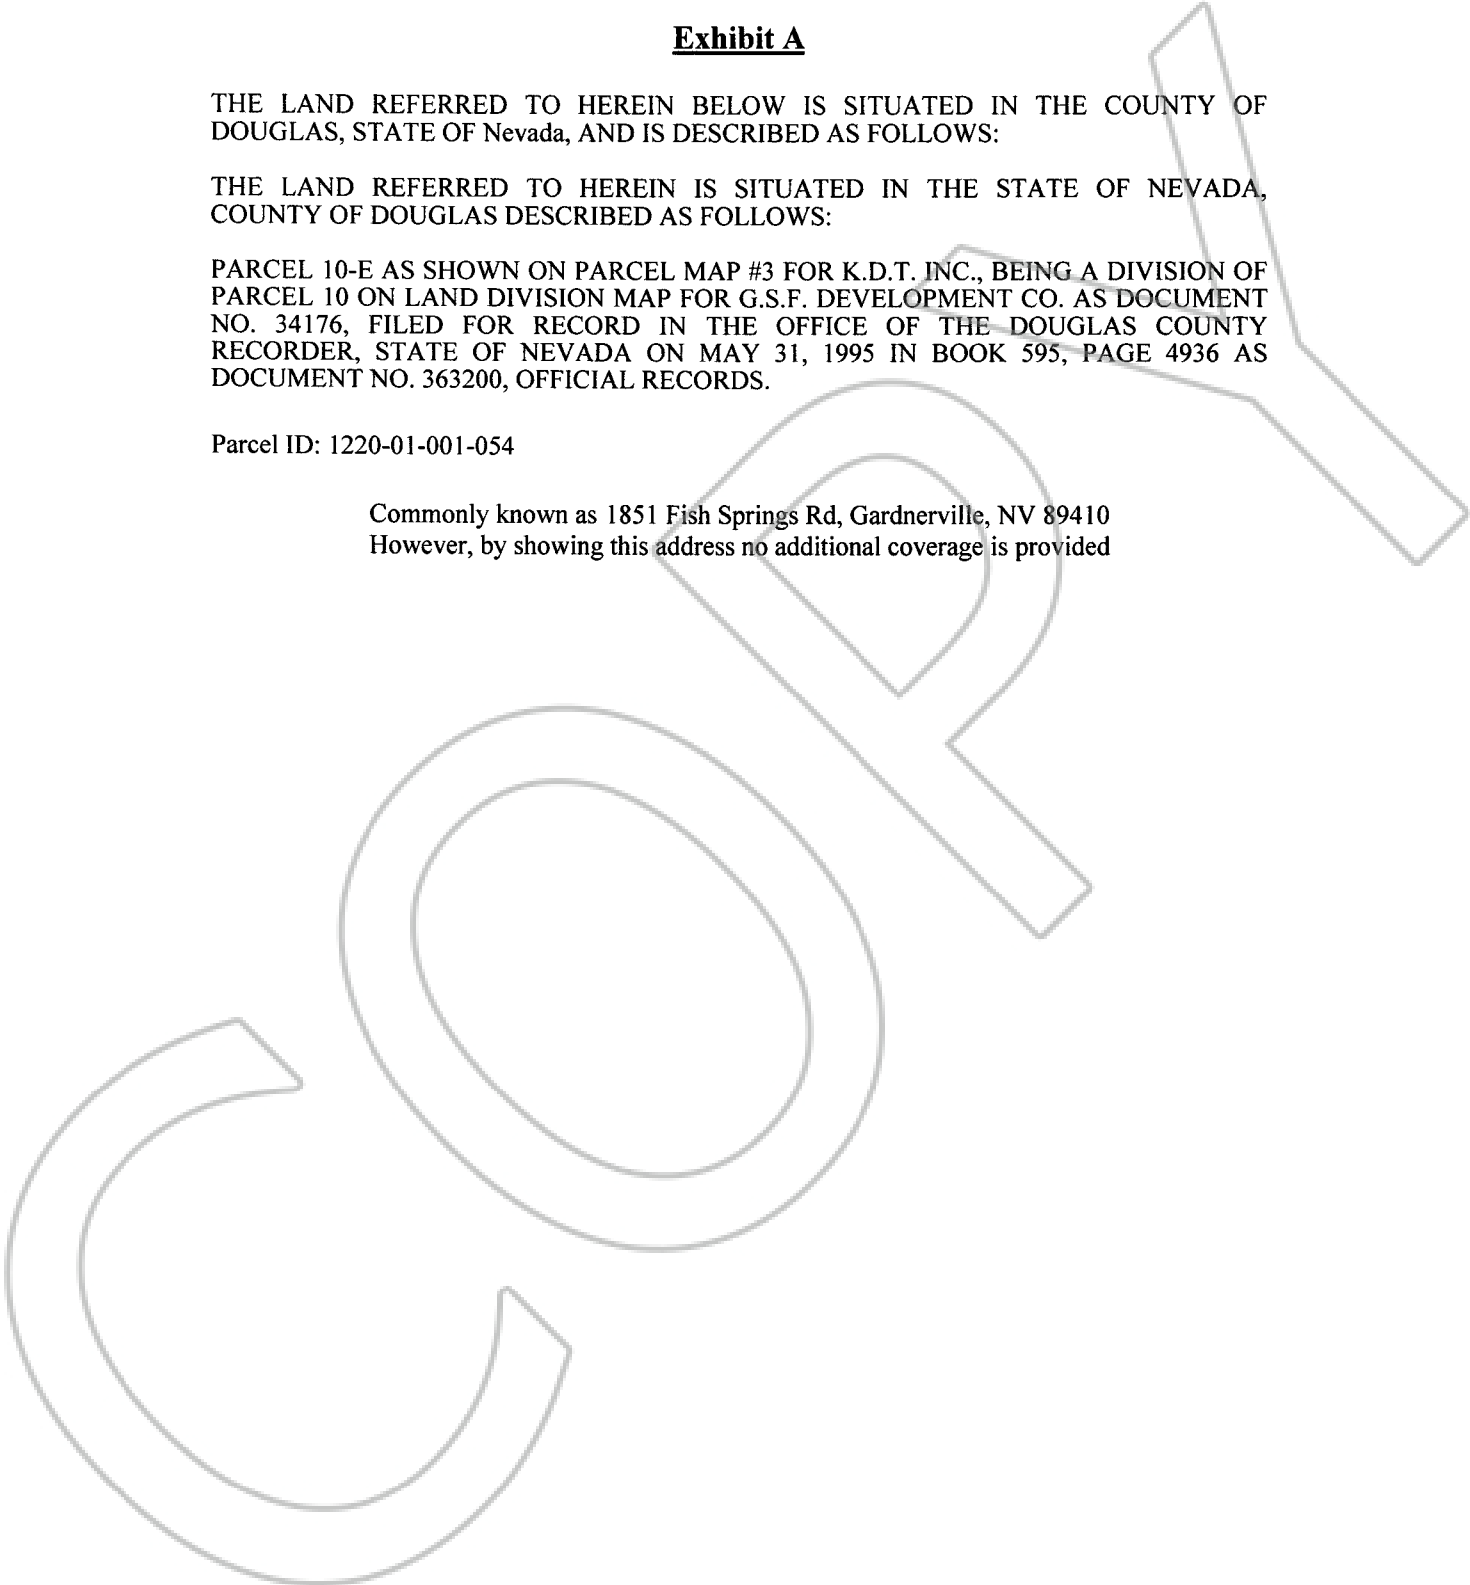 Exhibit A
THE LAND REFERRED TO HEREIN BELOW IS SITUATED IN THE COUNTY OF
DOUGLAS, STATE OF Nevada, AND IS DESCRIBED AS FOLLOWS:
THE LAND REFERRED TO HEREIN IS SITUATED IN THE STATE OF NEVADA,
COUNTY OF DOUGLAS DESCRIBED AS FOLLOWS:
PARCEL 10-E AS SHOWN ON PARCEL MAP #3 FOR K.D.T. INC., BEING A DIVISION OF
PARCEL 10 ON LAND DIVISION MAP FOR G.S.F. DEVELOPMENT CO. AS DOCUMENT
NO. 34176, FILED FOR RECORD IN THE OFFICE OF THE DOUGLAS COUNTY
RECORDER, STATE OF NEVADA ON MAY 31, 1995 IN BOOK 595, PAGE 4936 AS
DOCUMENT NO. 363200, OFFICIAL RECORDS.
Parcel ID: 1220-01-001-054
Commonly known as 1851 Fish Springs Rd, Gardnerville, NV 89410
However, by showing this address no additional coverage is provided
COPY